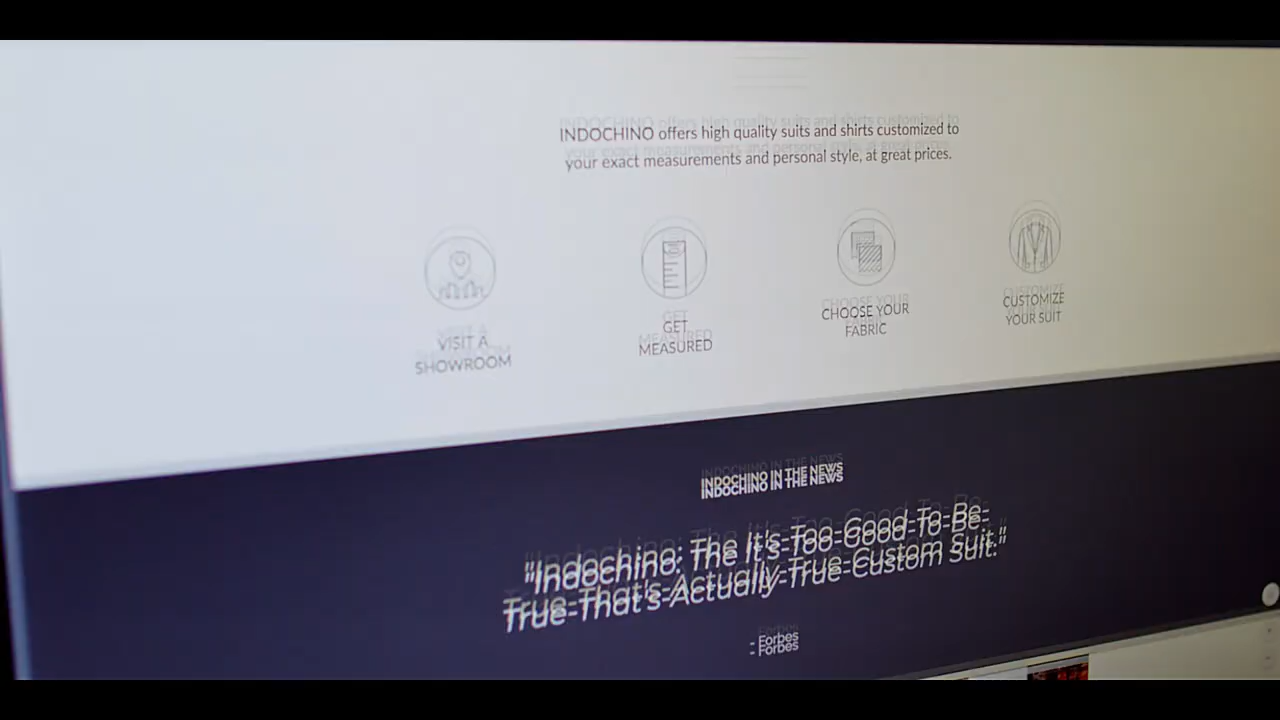 INDOCHINO offers high quality suits and shirts customized to
your exact measurements and personal style, at great prices.
VISIT A
SHOWROOM
GET
MEASURED
CHOOSE YOUR
FABRIC
CUSTOMIZE
YOUR SUIT
INDOCHINO IN THE NEWS
"Indochino: The It's-Too-Good-To-Be-
True-That's-Actually-True-Custom Suit."
- Forbes